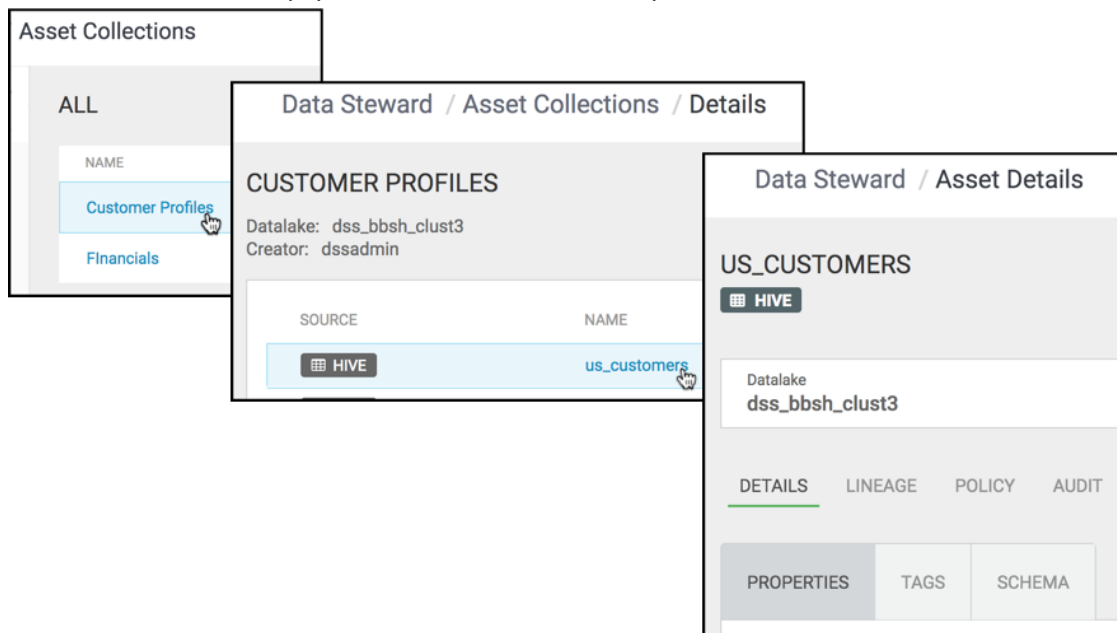 Asset Collections
ALL
NAME
Customer Profiles
FInancials
Data Steward / Asset Collections / Details
CUSTOMER PROFILES
Datalake: dss_bbsh_clust3
Creator: dssadmin
SOURCE NAME
HIVE us_customers
Data Steward / Asset Details
US_CUSTOMERS
HIVE
Datalake
dss_bbsh_clust3
DETAILS LINEAGE POLICY AUDIT
PROPERTIES TAGS SCHEMA